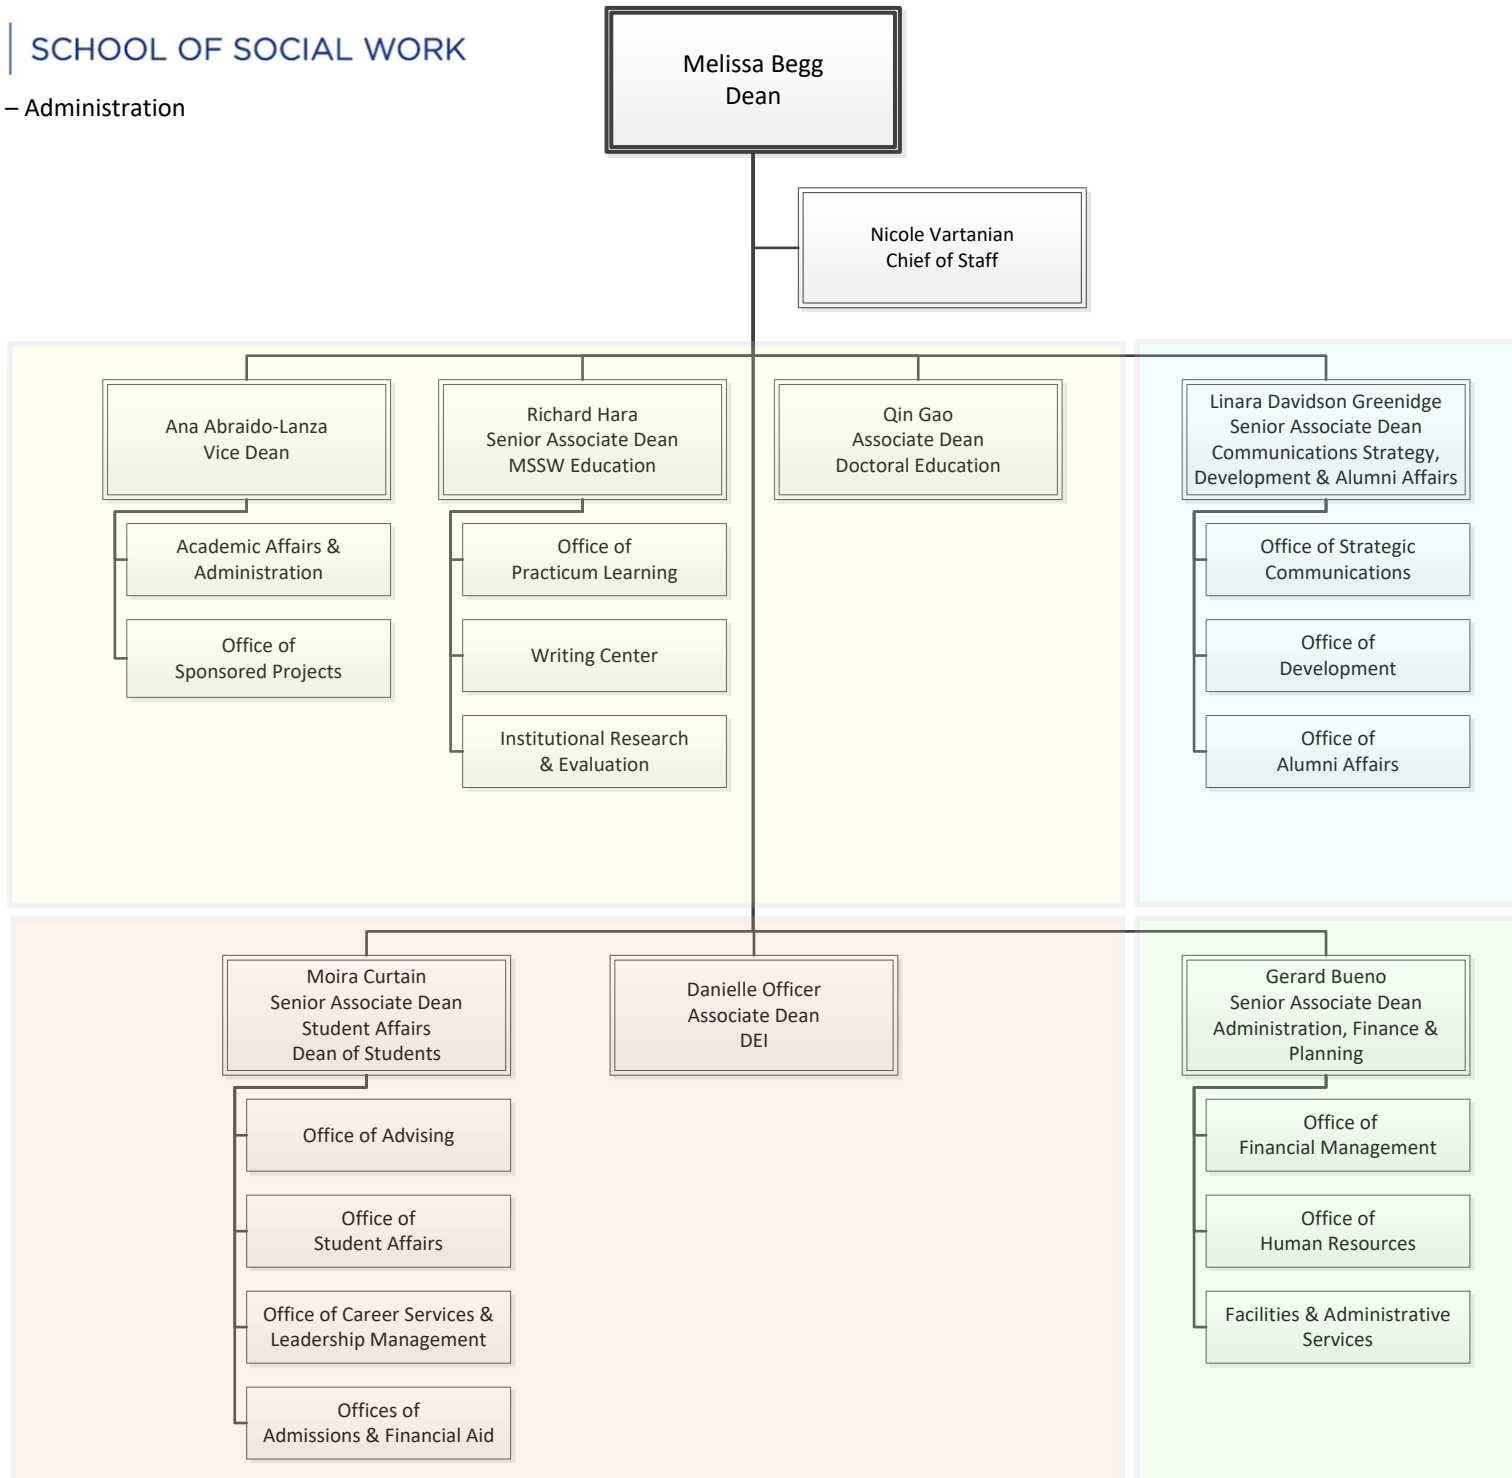 SCHOOL OF SOCIAL WORK
– Administration
Melissa Begg
Dean
Nicole Vartanian
Chief of Staff
Ana Abraido-Lanza
Vice Dean
Academic Affairs &
Administration
Office of
Sponsored Projects
Richard Hara
Senior Associate Dean
MSSW Education
Office of
Practicum Learning
Writing Center
Institutional Research
& Evaluation
Qin Gao
Associate Dean
Doctoral Education
Linara Davidson Greenidge
Senior Associate Dean
Communications Strategy,
Development & Alumni Affairs
Office of Strategic
Communications
Office of
Development
Office of
Alumni Affairs
Moira Curtain
Senior Associate Dean
Student Affairs
Dean of Students
Office of Advising
Office of
Student Affairs
Office of Career Services &
Leadership Management
Offices of
Admissions & Financial Aid
Danielle Officer
Associate Dean
DEI
Gerard Bueno
Senior Associate Dean
Administration, Finance &
Planning
Office of
Financial Management
Office of
Human Resources
Facilities & Administrative
Services